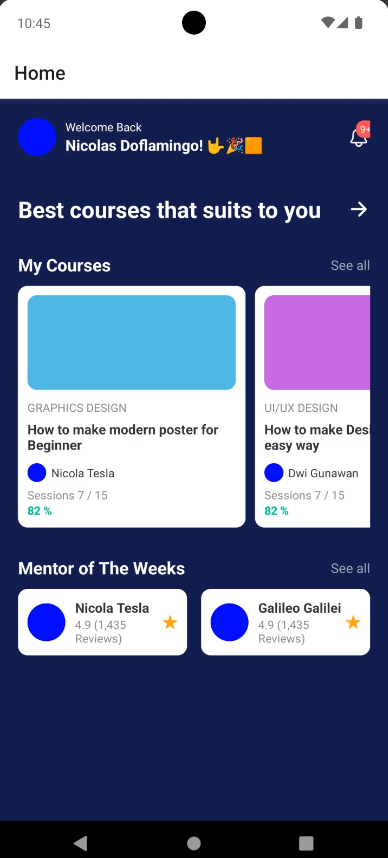 10:45
Home
Welcome Back
Nicolas Doflamingo! 🤟🎉🟧
9+
Best courses that suits to you
My Courses
See all
GRAPHICS DESIGN
How to make modern poster for
Beginner
Nicola Tesla
Sessions 7 / 15
82 %
UI/UX DESIGN
How to make Desi
easy way
Dwi Gunawan
Sessions 7 / 15
82 %
Mentor of The Weeks
See all
Nicola Tesla
4.9 (1,435
Reviews)
Galileo Galilei
4.9 (1,435
Reviews)